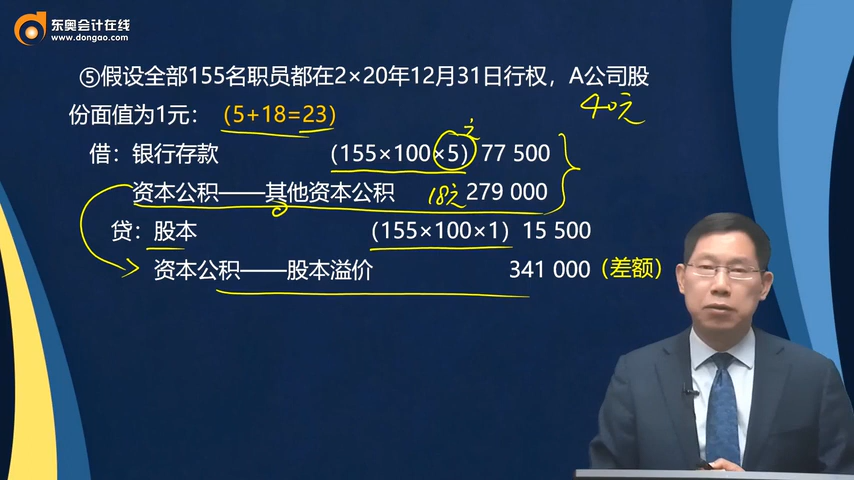 东奥会计在线
www.dongao.com
⑤假设全部155名职员都在2×20年12月31日行权，A公司股
份面值为1元：（5+18=23）
40元
元
借：银行存款 （155×100×5）77 500
资本公积——其他资本公积 18元 279 000
贷：股本 （155×100×1）15 500
资本公积——股本溢价 341 000（差额）